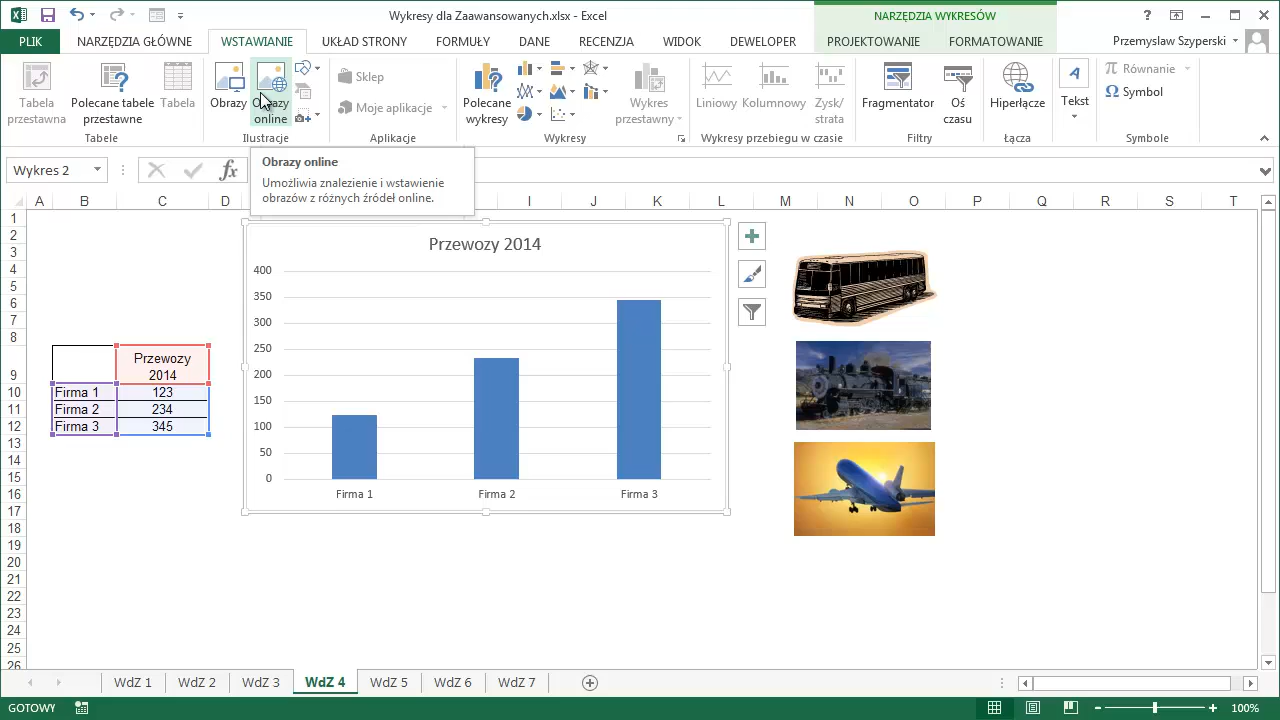 Wykresy dla Zaawansowanych.xlsx - Excel
NARZĘDZIA WYKRESÓW
?
PLIK NARZĘDZIA GŁÓWNE WSTAWIANIE UKŁAD STRONY FORMUŁY DANE RECENZJA WIDOK DEWELOPER PROJEKTOWANIE FORMATOWANIE Przemysław Szyperski
Tabela przestawna
Polecane tabele przestawne
Tabela
Tabele
Obrazy
Obrazy online
Ilustracje
Sklep
Moje aplikacje
Aplikacje
Polecane wykresy
Wykres przestawny
Wykresy
Liniowy Kolumnowy Zysk/strata
Wykresy przebiegu w czasie
Fragmentator
Oś czasu
Filtry
Hiperłącze
Łącza
A
Tekst
π Równanie
Ω Symbol
Symbole
Wykres 2
fx
Obrazy online
Umożliwia znalezienie i wstawienie
obrazów z różnych źródeł online.
A B C D I J K L M N O P Q R S T
1
2
3
4
5
6
7
8
9
10
11
12
13
14
15
16
17
18
19
20
21
22
23
24
25
26
Przewozy
2014
Firma 1 123
Firma 2 234
Firma 3 345
Przewozy 2014
400
350
300
250
200
150
100
50
0
Firma 1 Firma 2 Firma 3
WdZ 1 WdZ 2 WdZ 3 WdZ 4 WdZ 5 WdZ 6 WdZ 7
GOTOWY
100%